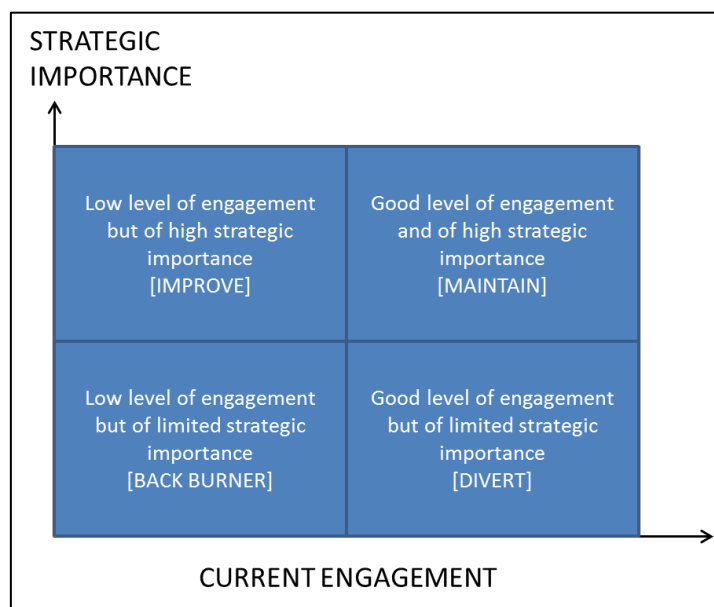 STRATEGIC
IMPORTANCE
Low level of engagement
but of high strategic
importance
[IMPROVE]
Good level of engagement
and of high strategic
importance
[MAINTAIN]
Low level of engagement
but of limited strategic
importance
[BACK BURNER]
Good level of engagement
but of limited strategic
importance
[DIVERT]
CURRENT ENGAGEMENT